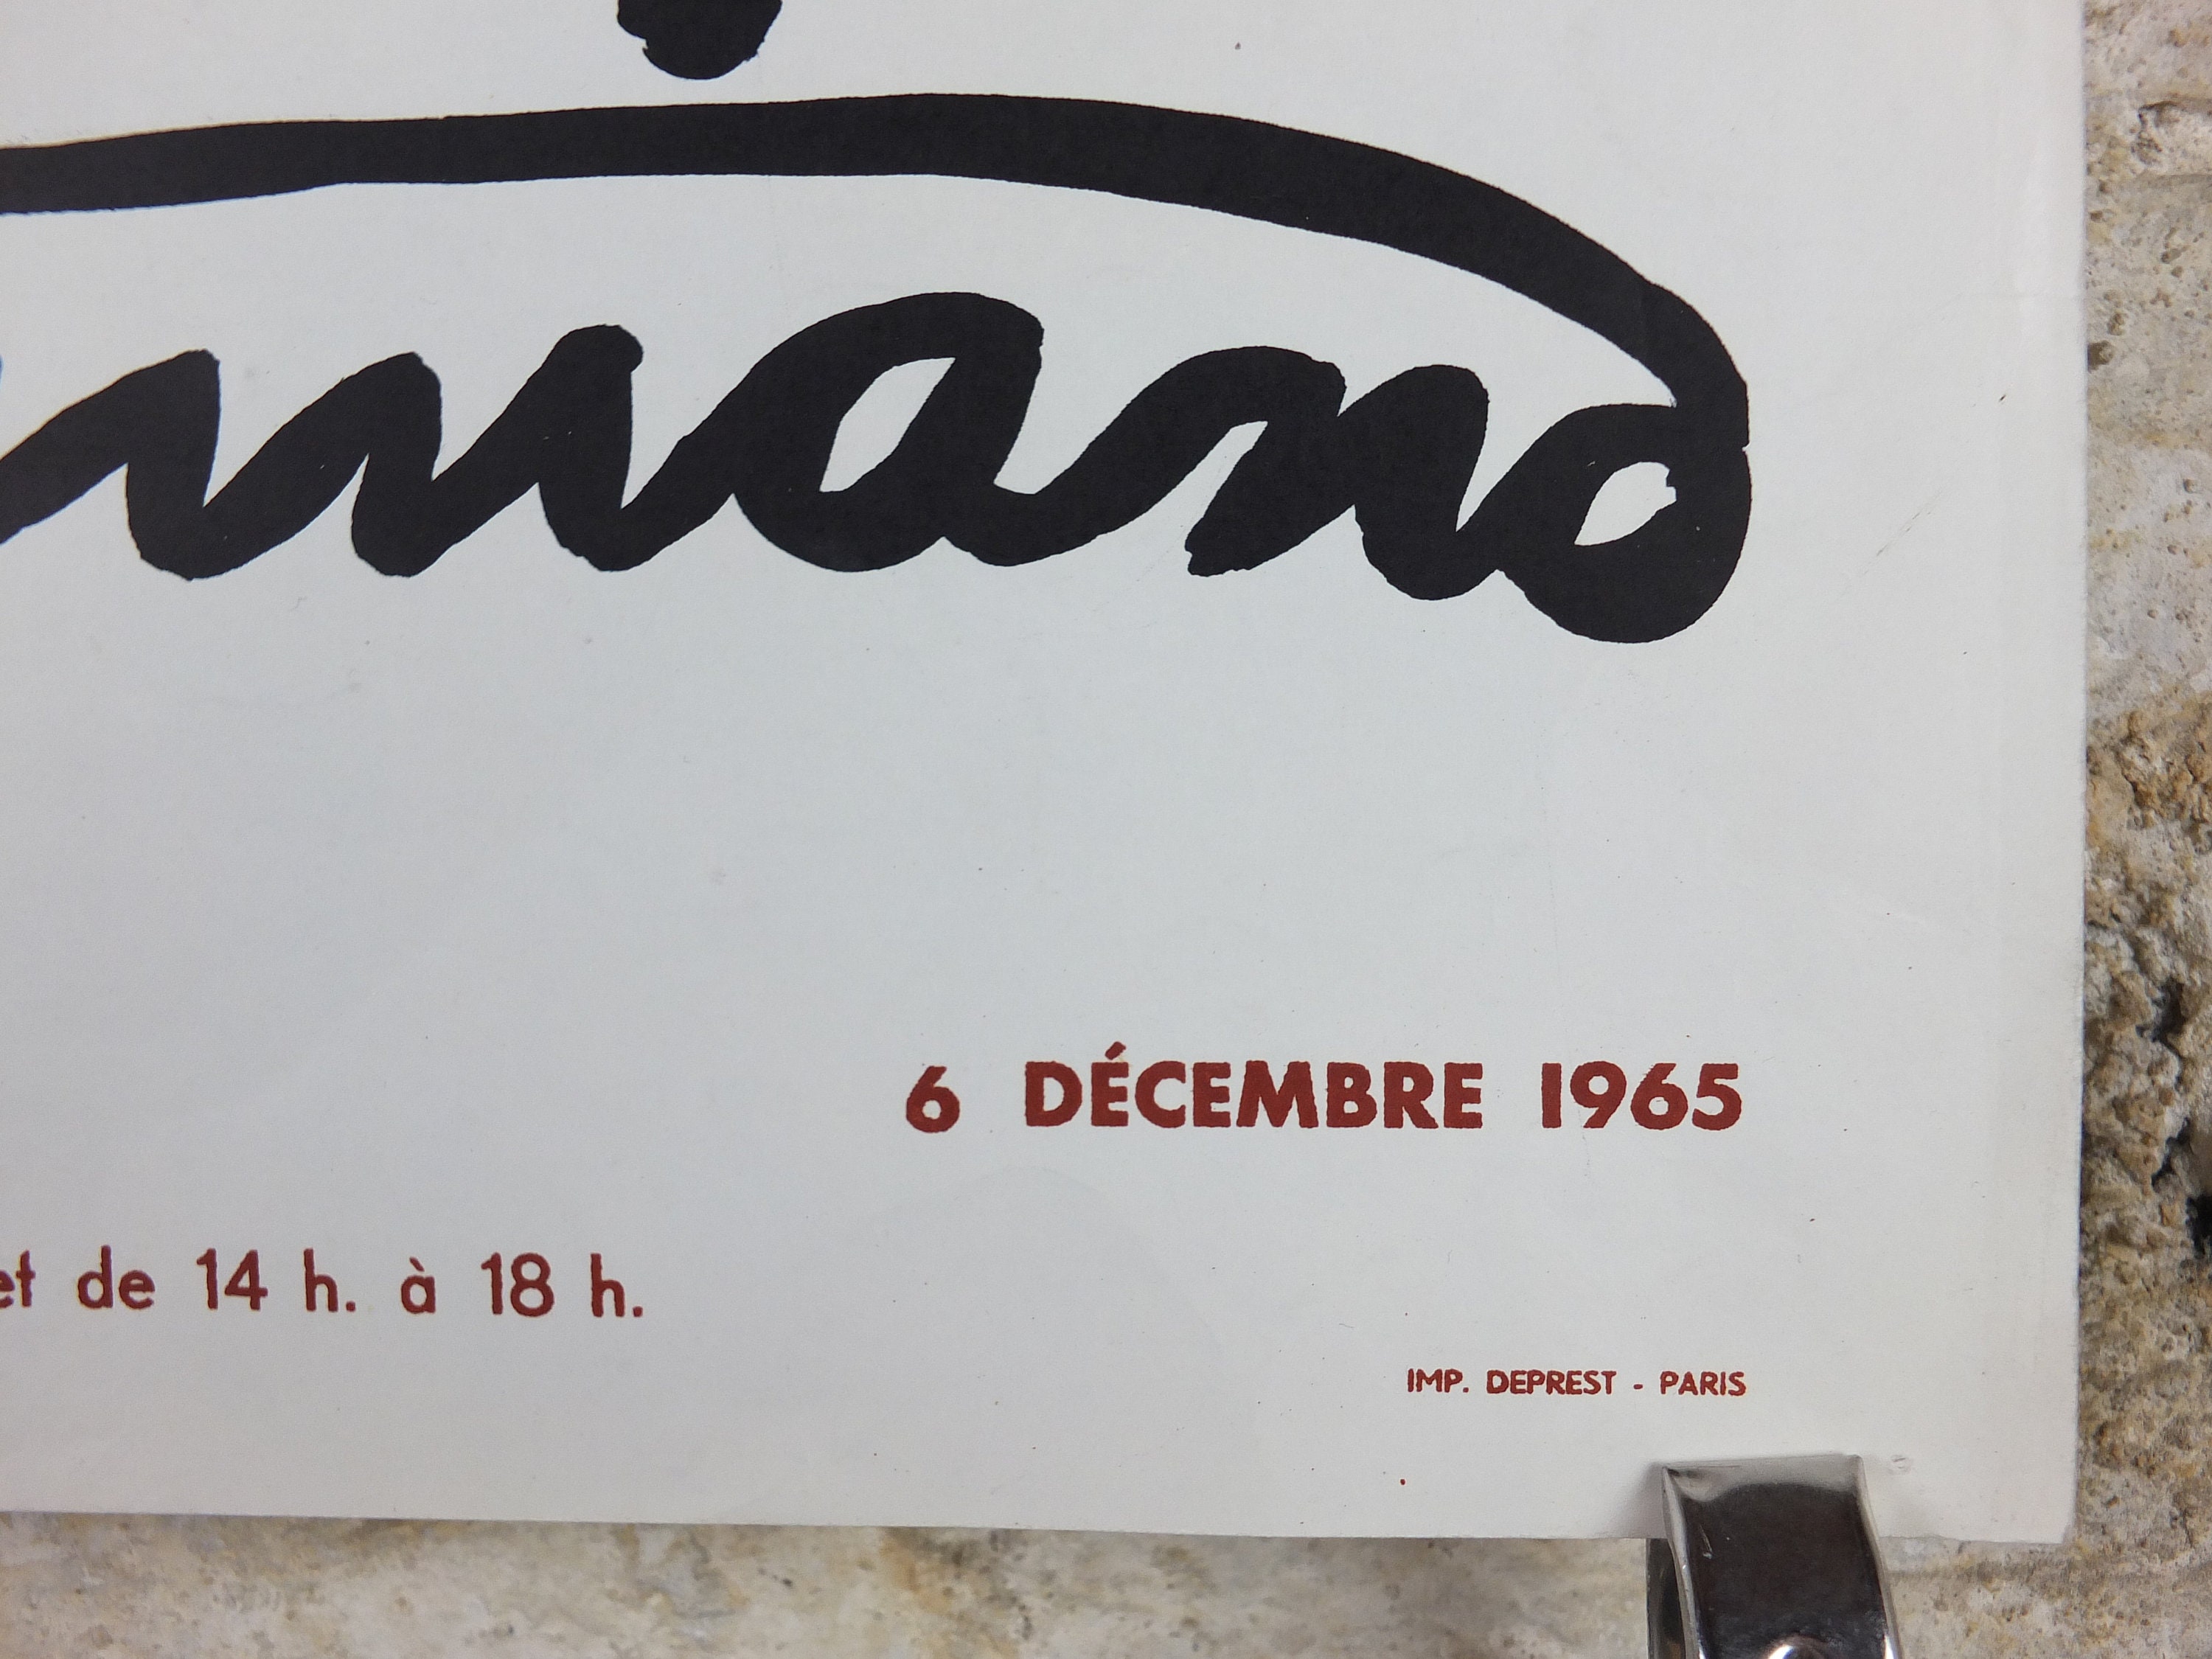 6 DÉCEMBRE 1965
et de 14 h. à 18 h.
IMP. DEPREST - PARIS